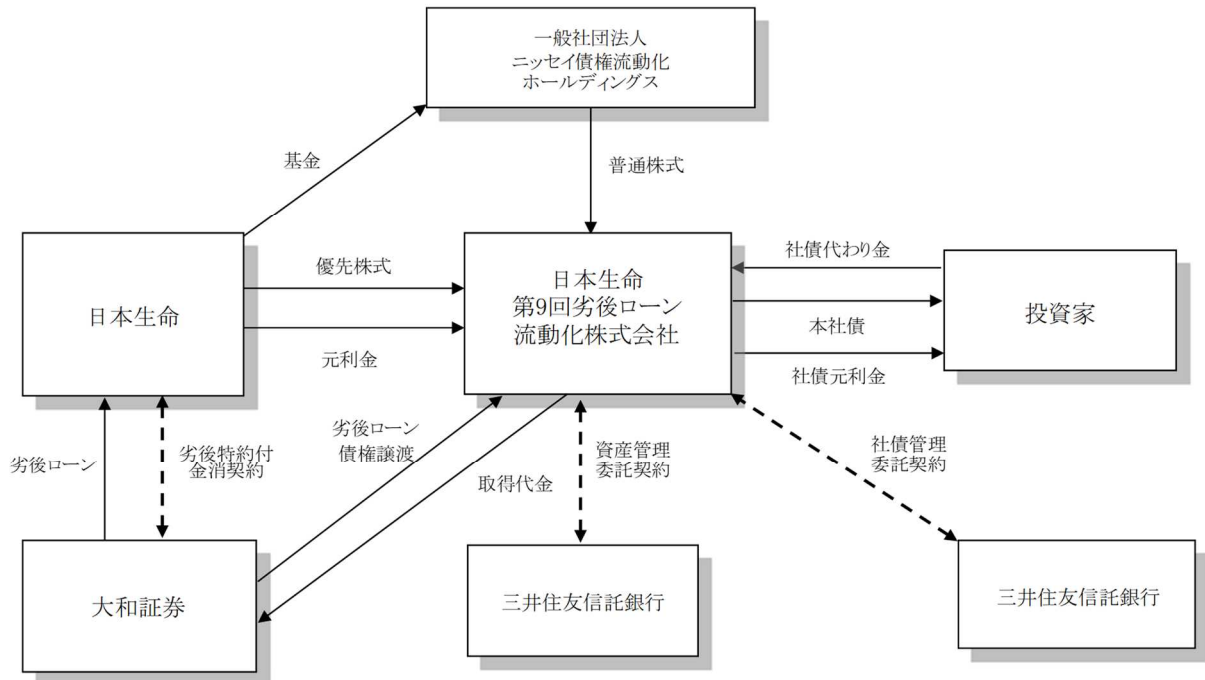 一般社団法人
ニッセイ債権流動化
ホールディングス
基金
普通株式
日本生命
優先株式
元利金
日本生命
第9回劣後ローン
流動化株式会社
社債代わり金
本社債
社債元利金
投資家
劣後ローン
劣後特約付
金消契約
劣後ローン
債権譲渡
取得代金
資産管理
委託契約
社債管理
委託契約
大和証券
三井住友信託銀行
三井住友信託銀行